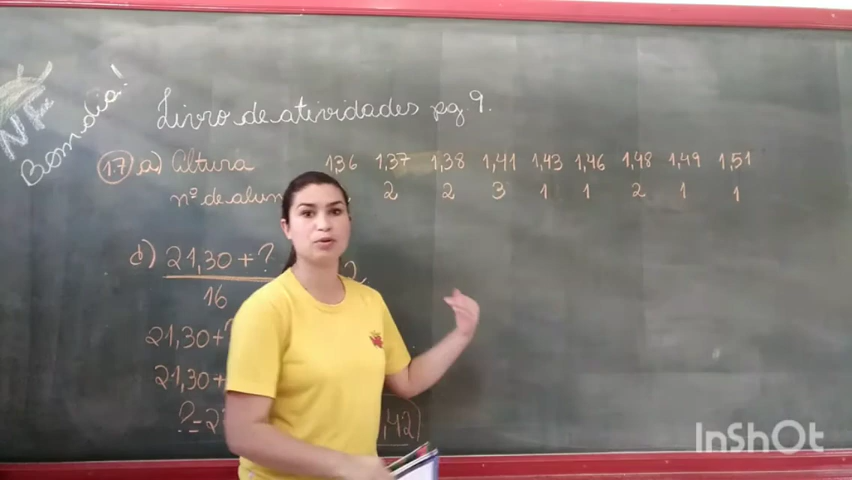 Bom dia!
Livro de atividades pg. 9.
1.7 a) Altura 1,36 1,37 1,38 1,41 1,43 1,46 1,48 1,49 1,51
nº de alun 2 2 3 1 1 2 1 1
d) 21,30 + ?
16
21,30 +
21,30 +
? = 2
,42
InShOt